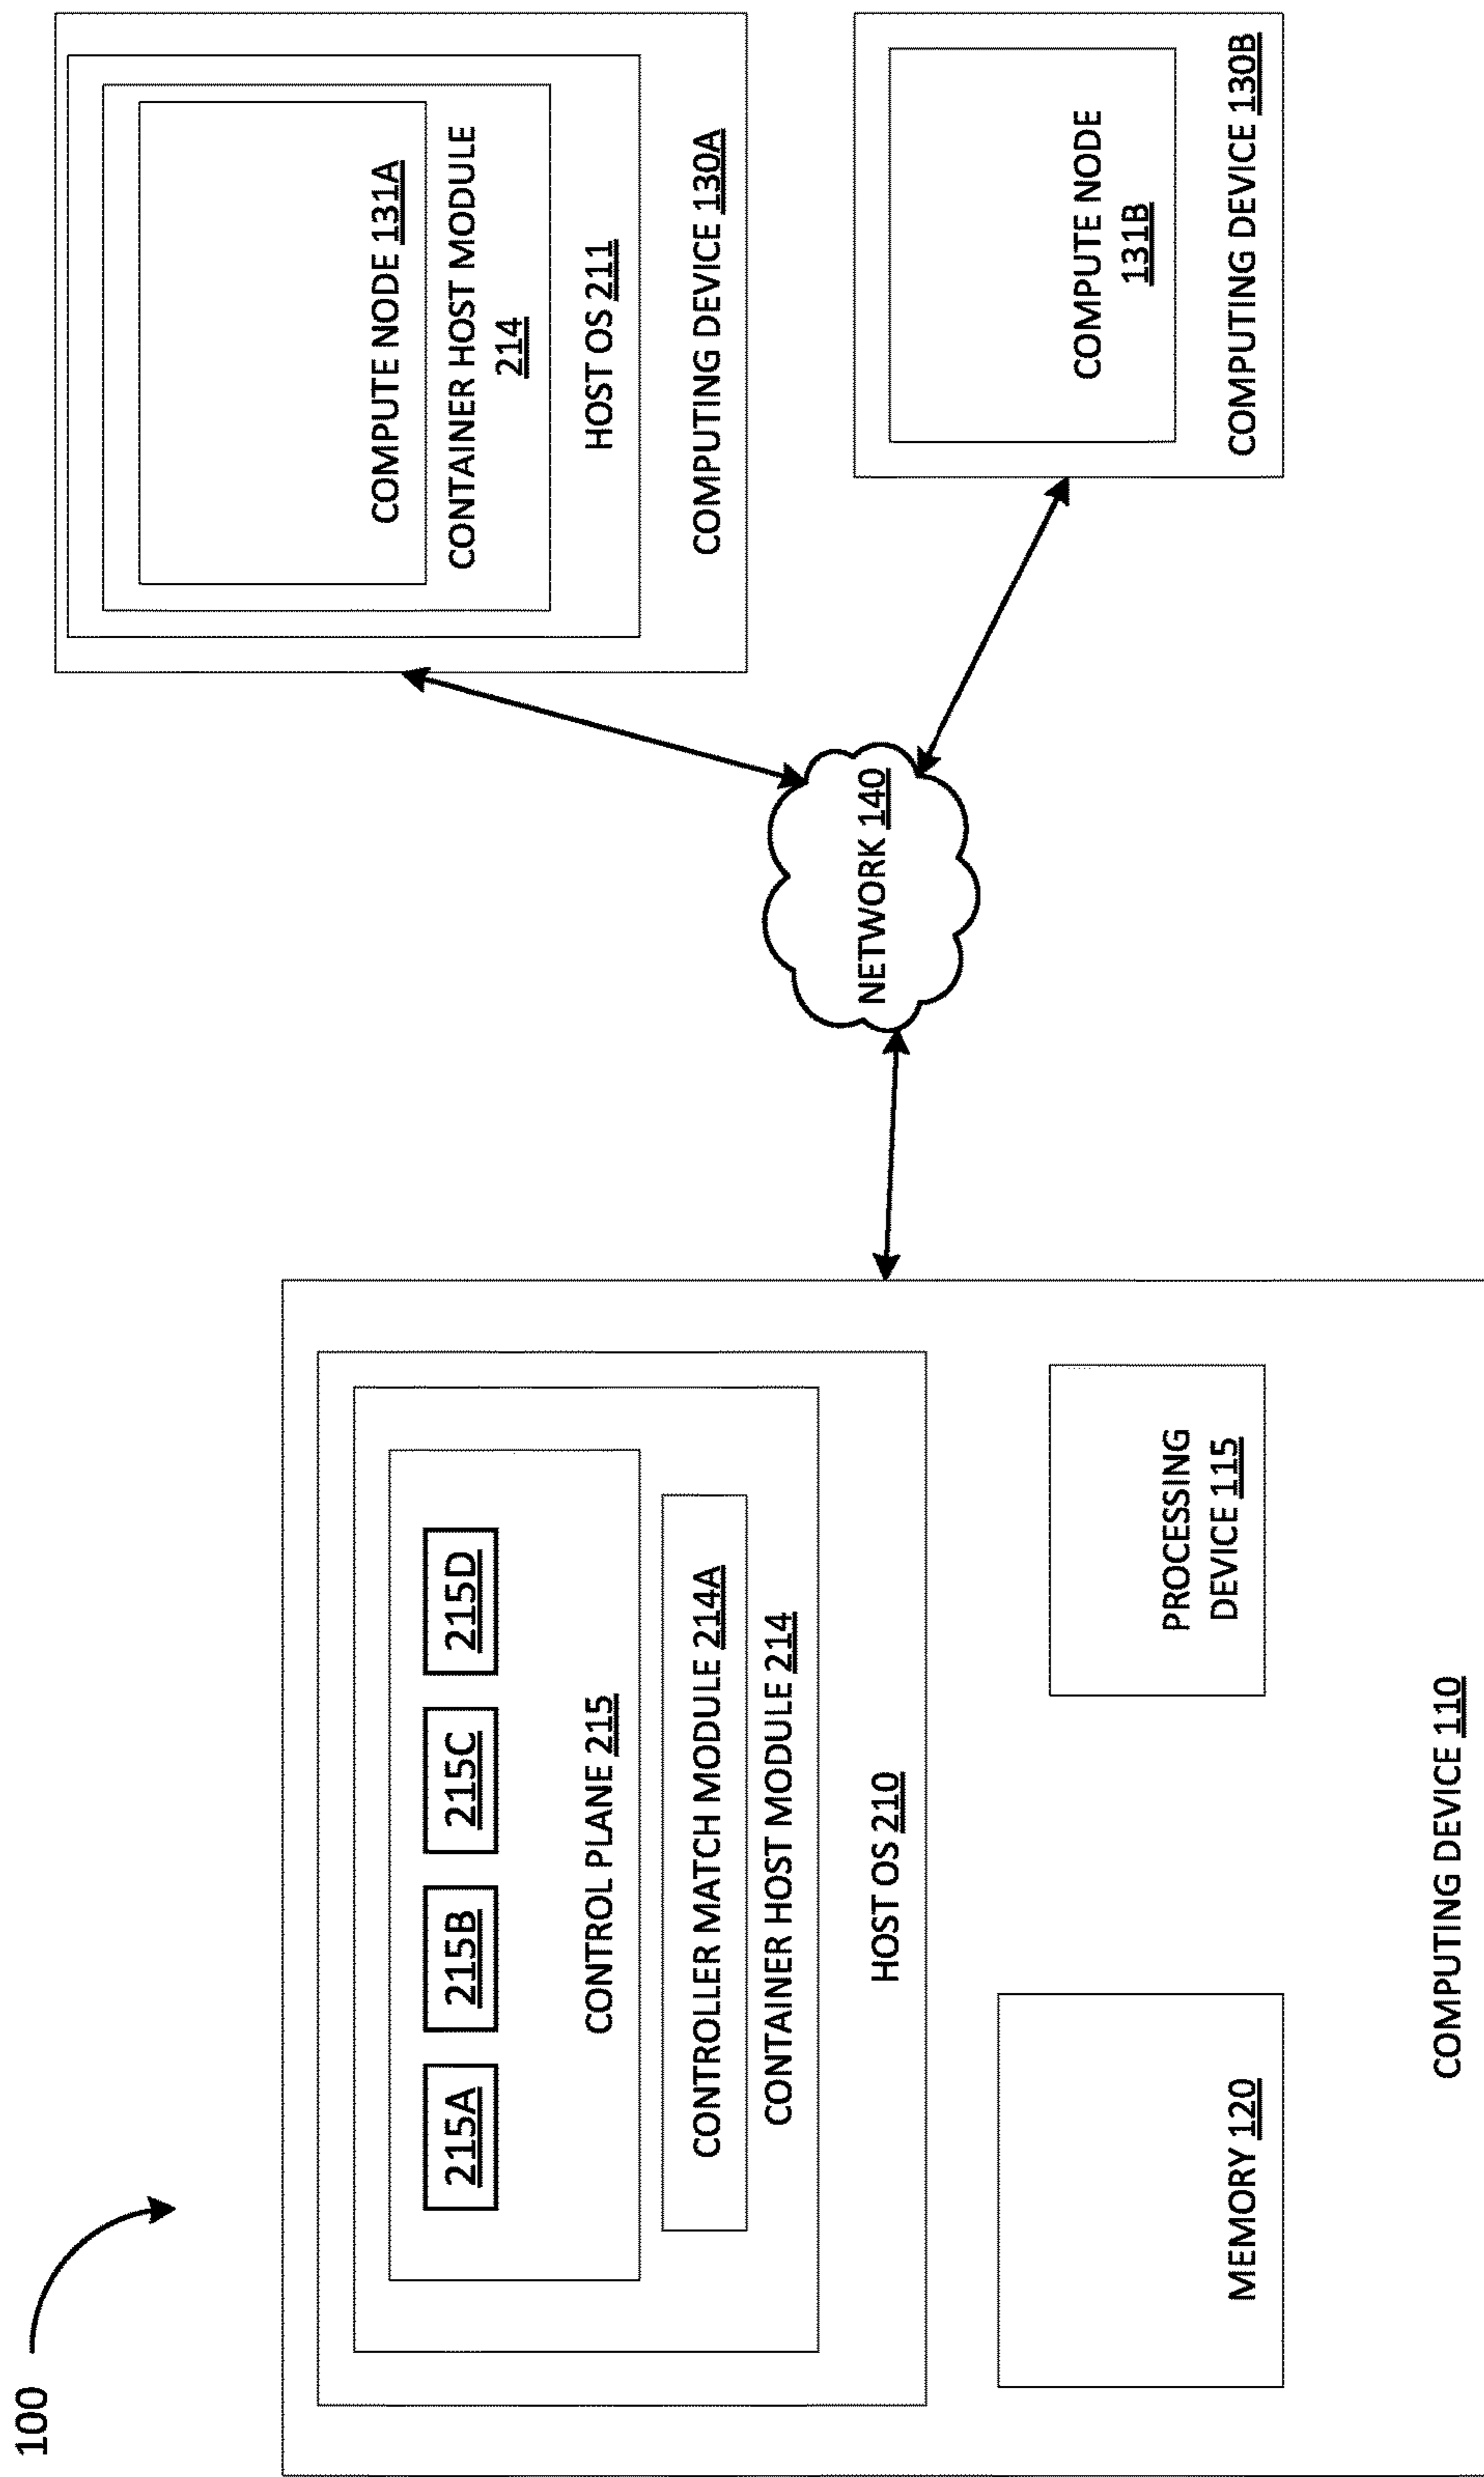 100
215A
215B
215C
215D
CONTROL PLANE 215
CONTROLLER MATCH MODULE 214A
CONTAINER HOST MODULE 214
HOST OS 210
MEMORY 120
PROCESSING
DEVICE 115
COMPUTING DEVICE 110
NETWORK 140
COMPUTE NODE 131A
CONTAINER HOST MODULE
214
HOST OS 211
COMPUTING DEVICE 130A
COMPUTE NODE
131B
COMPUTING DEVICE 130B